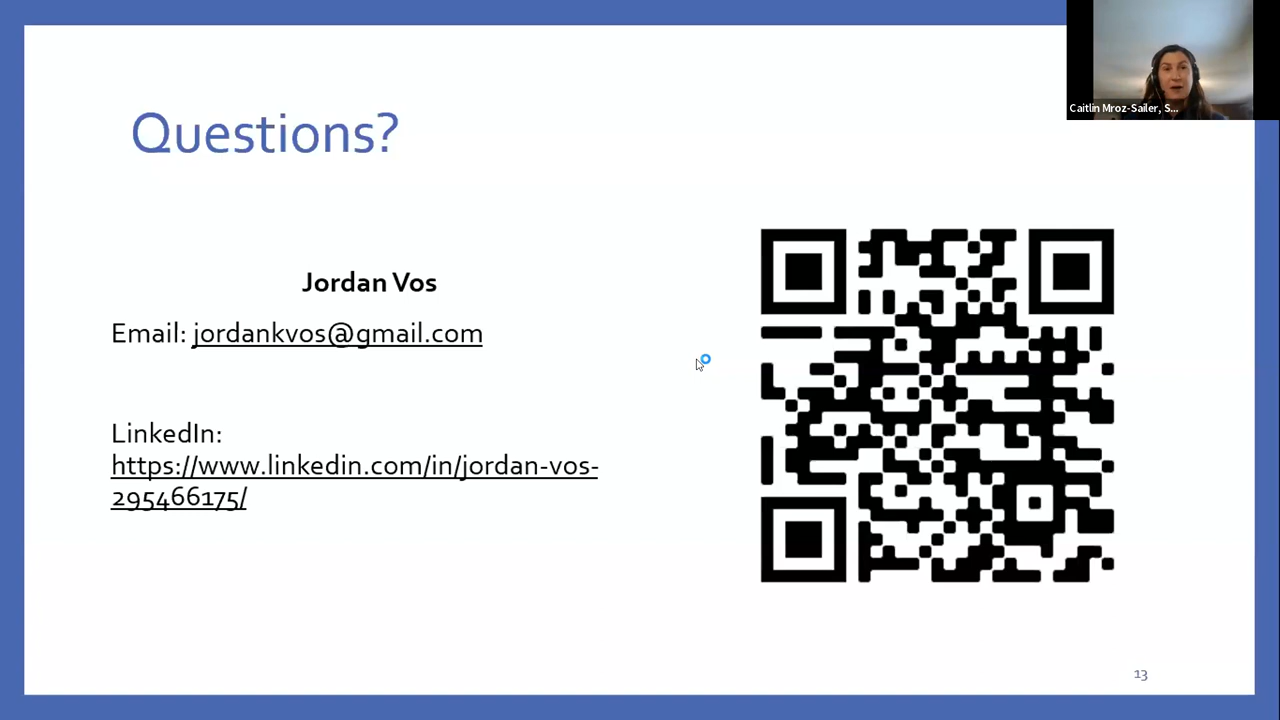 Caitlin Mroz-Sailer, S...
Questions?
Jordan Vos
Email: jordankvos@gmail.com
LinkedIn:
https://www.linkedin.com/in/jordan-vos-
295466175/
13